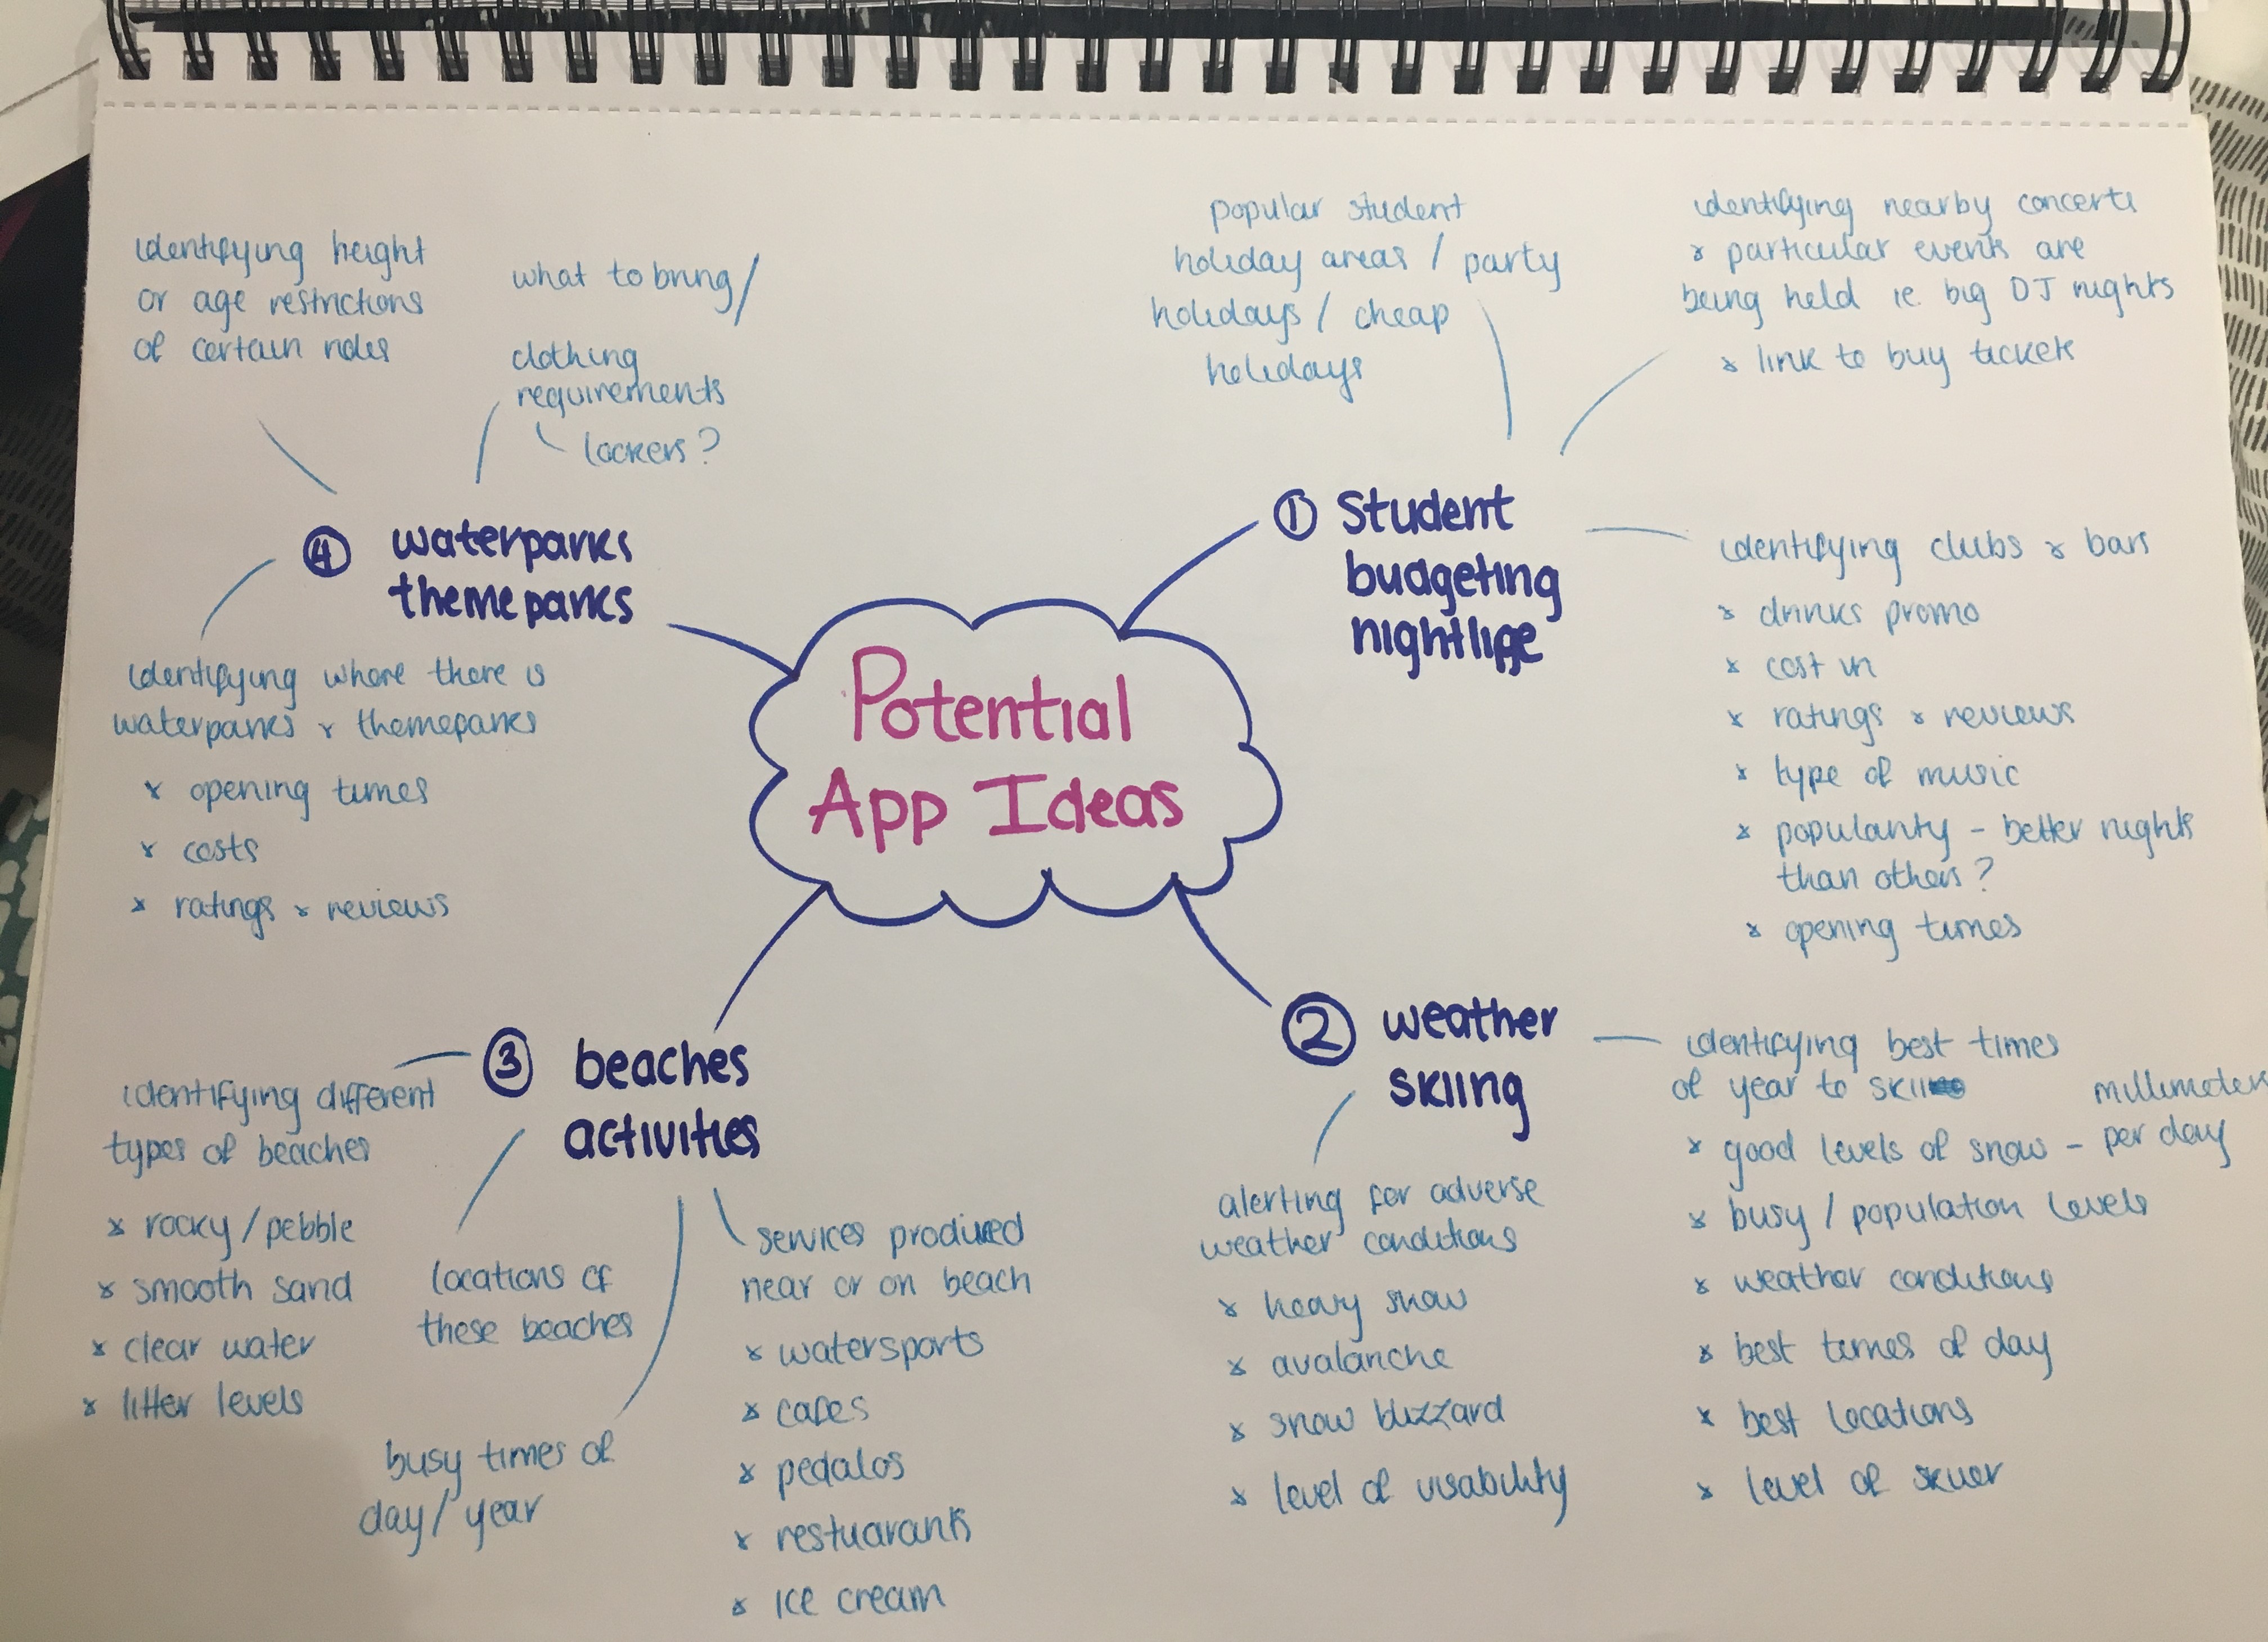 Potential
App Ideas
① Student
budgeting
nightlife
popular student
holiday areas / party
holidays / cheap
holidays
identifying nearby concerts
& particular events are
being held ie. big DJ nights
x link to buy tickets
identifying clubs & bars
x drinks promo
x cost in
x ratings & reviews
x type of music
x popularity - better nights
than others?
x opening times
② weather
skiing
identifying best times
of year to ski
x good levels of snow - millimeters
per day
x busy / population levels
x weather conditions
x best times of day
x best locations
x level of skier
alerting for adverse
weather conditions
x heavy snow
x avalanche
x snow blizzard
x level of visability
③ beaches
activities
identifying different
types of beaches
x rocky / pebble
x smooth sand
x clear water
x litter levels
locations of
these beaches
busy times of
day / year
services produced
near or on beach
x watersports
x cafes
x pedalos
x restuarants
x ice cream
④ waterparks
themeparks
identifying height
or age restrictions
of certain rides
what to bring /
clothing
requirements
lockers?
identifying where there is
waterparks & themeparks
x opening times
x costs
x ratings & reviews